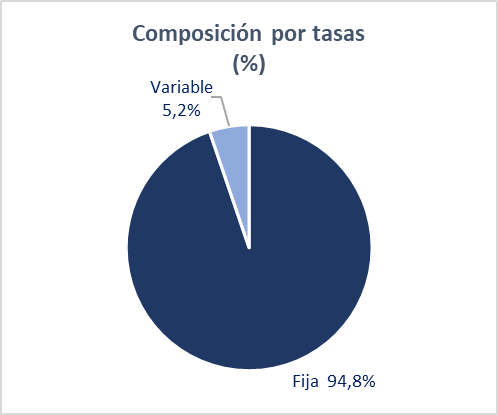 Composición por tasas
(%)
Variable
5,2%
Fija 94,8%